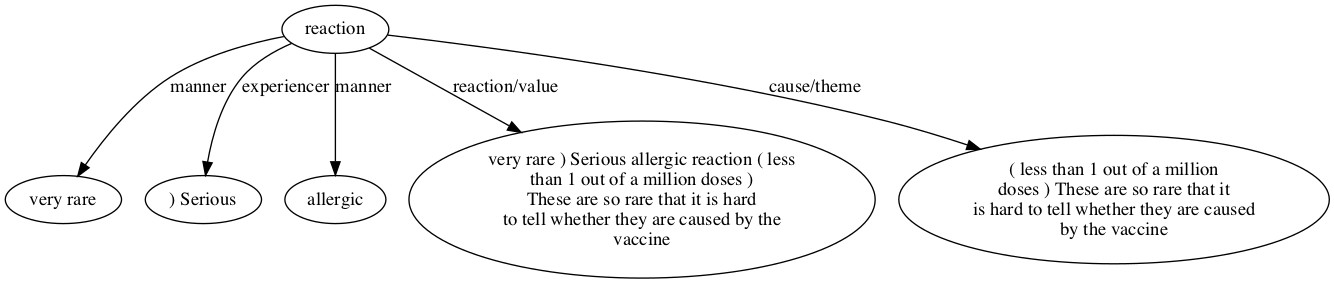 reaction
manner
experiencer
manner
reaction/value
cause/theme
very rare
) Serious
allergic
very rare ) Serious allergic reaction ( less
than 1 out of a million doses )
These are so rare that it is hard
to tell whether they are caused by the
vaccine
( less than 1 out of a million
doses ) These are so rare that it
is hard to tell whether they are caused
by the vaccine